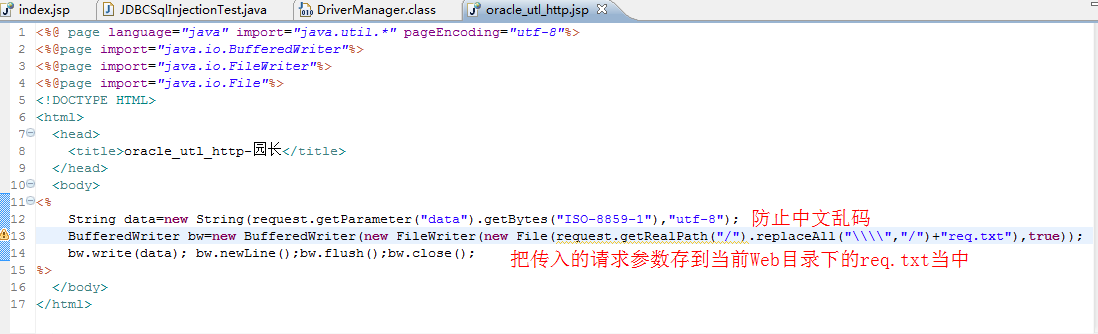 index.jsp JDBCSqlInjectionTest.java DriverManager.class oracle_utl_http.jsp
1 <%@ page language="java" import="java.util.*" pageEncoding="utf-8"%>
2 <%@page import="java.io.BufferedWriter"%>
3 <%@page import="java.io.FileWriter"%>
4 <%@page import="java.io.File"%>
5 <!DOCTYPE HTML>
6 <html>
7 <head>
8 <title>oracle_utl_http-园长</title>
9 </head>
10 <body>
11 <%
12 String data=new String(request.getParameter("data").getBytes("ISO-8859-1"),"utf-8"); 防止中文乱码
13 BufferedWriter bw=new BufferedWriter(new FileWriter(new File(request.getRealPath("/").replaceAll("\\\\","/")+"req.txt"),true));
14 bw.write(data); bw.newLine();bw.flush();bw.close(); 把传入的请求参数存到当前Web目录下的req.txt当中
15 %>
16 </body>
17 </html>